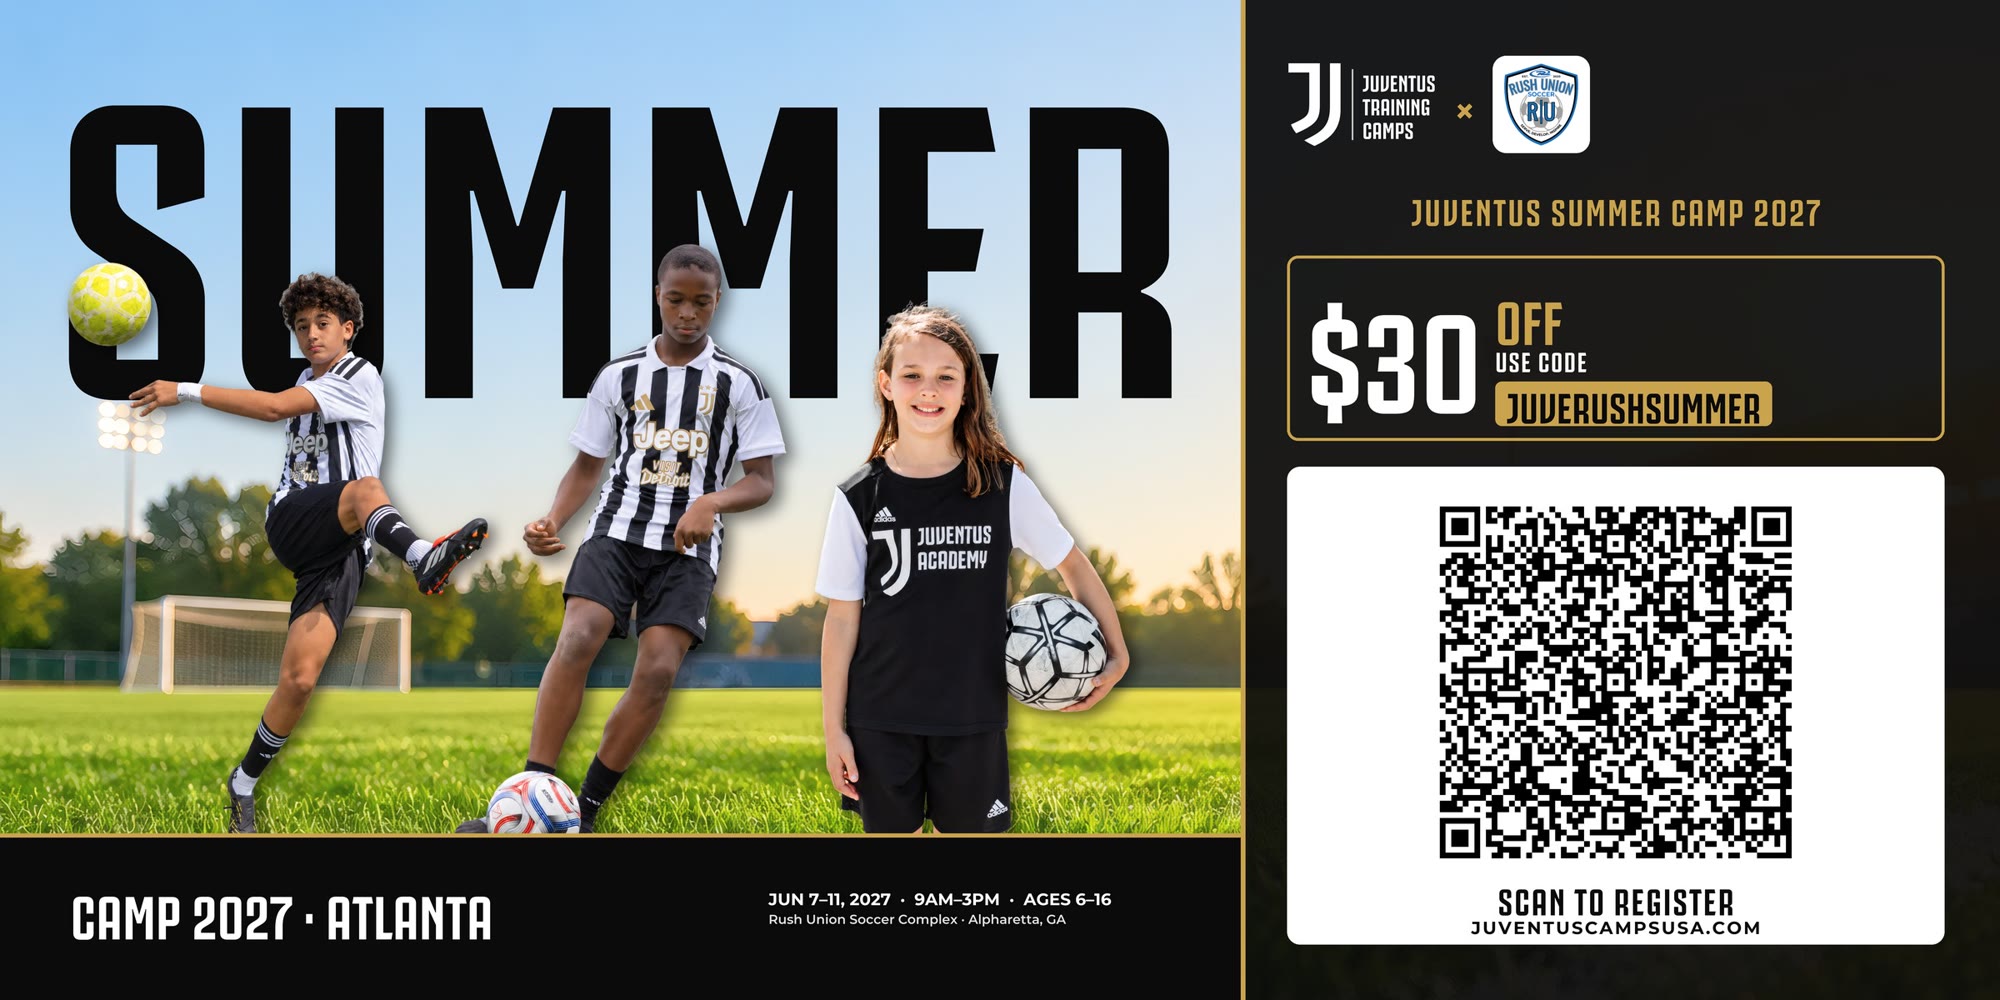 SUMMER
Jeep
VISIT
Detroit
Jeep
adidas
JUVENTUS
ACADEMY
adidas
CAMP 2027 · ATLANTA
JUN 7–11, 2027 · 9AM–3PM · AGES 6–16
Rush Union Soccer Complex · Alpharetta, GA
JUVENTUS
TRAINING
CAMPS
×
RUSH UNION
SOCCER
RU
JUVENTUS SUMMER CAMP 2027
$30 OFF
USE CODE
JUVERUSHSUMMER
SCAN TO REGISTER
JUVENTUSCAMPSUSA.COM